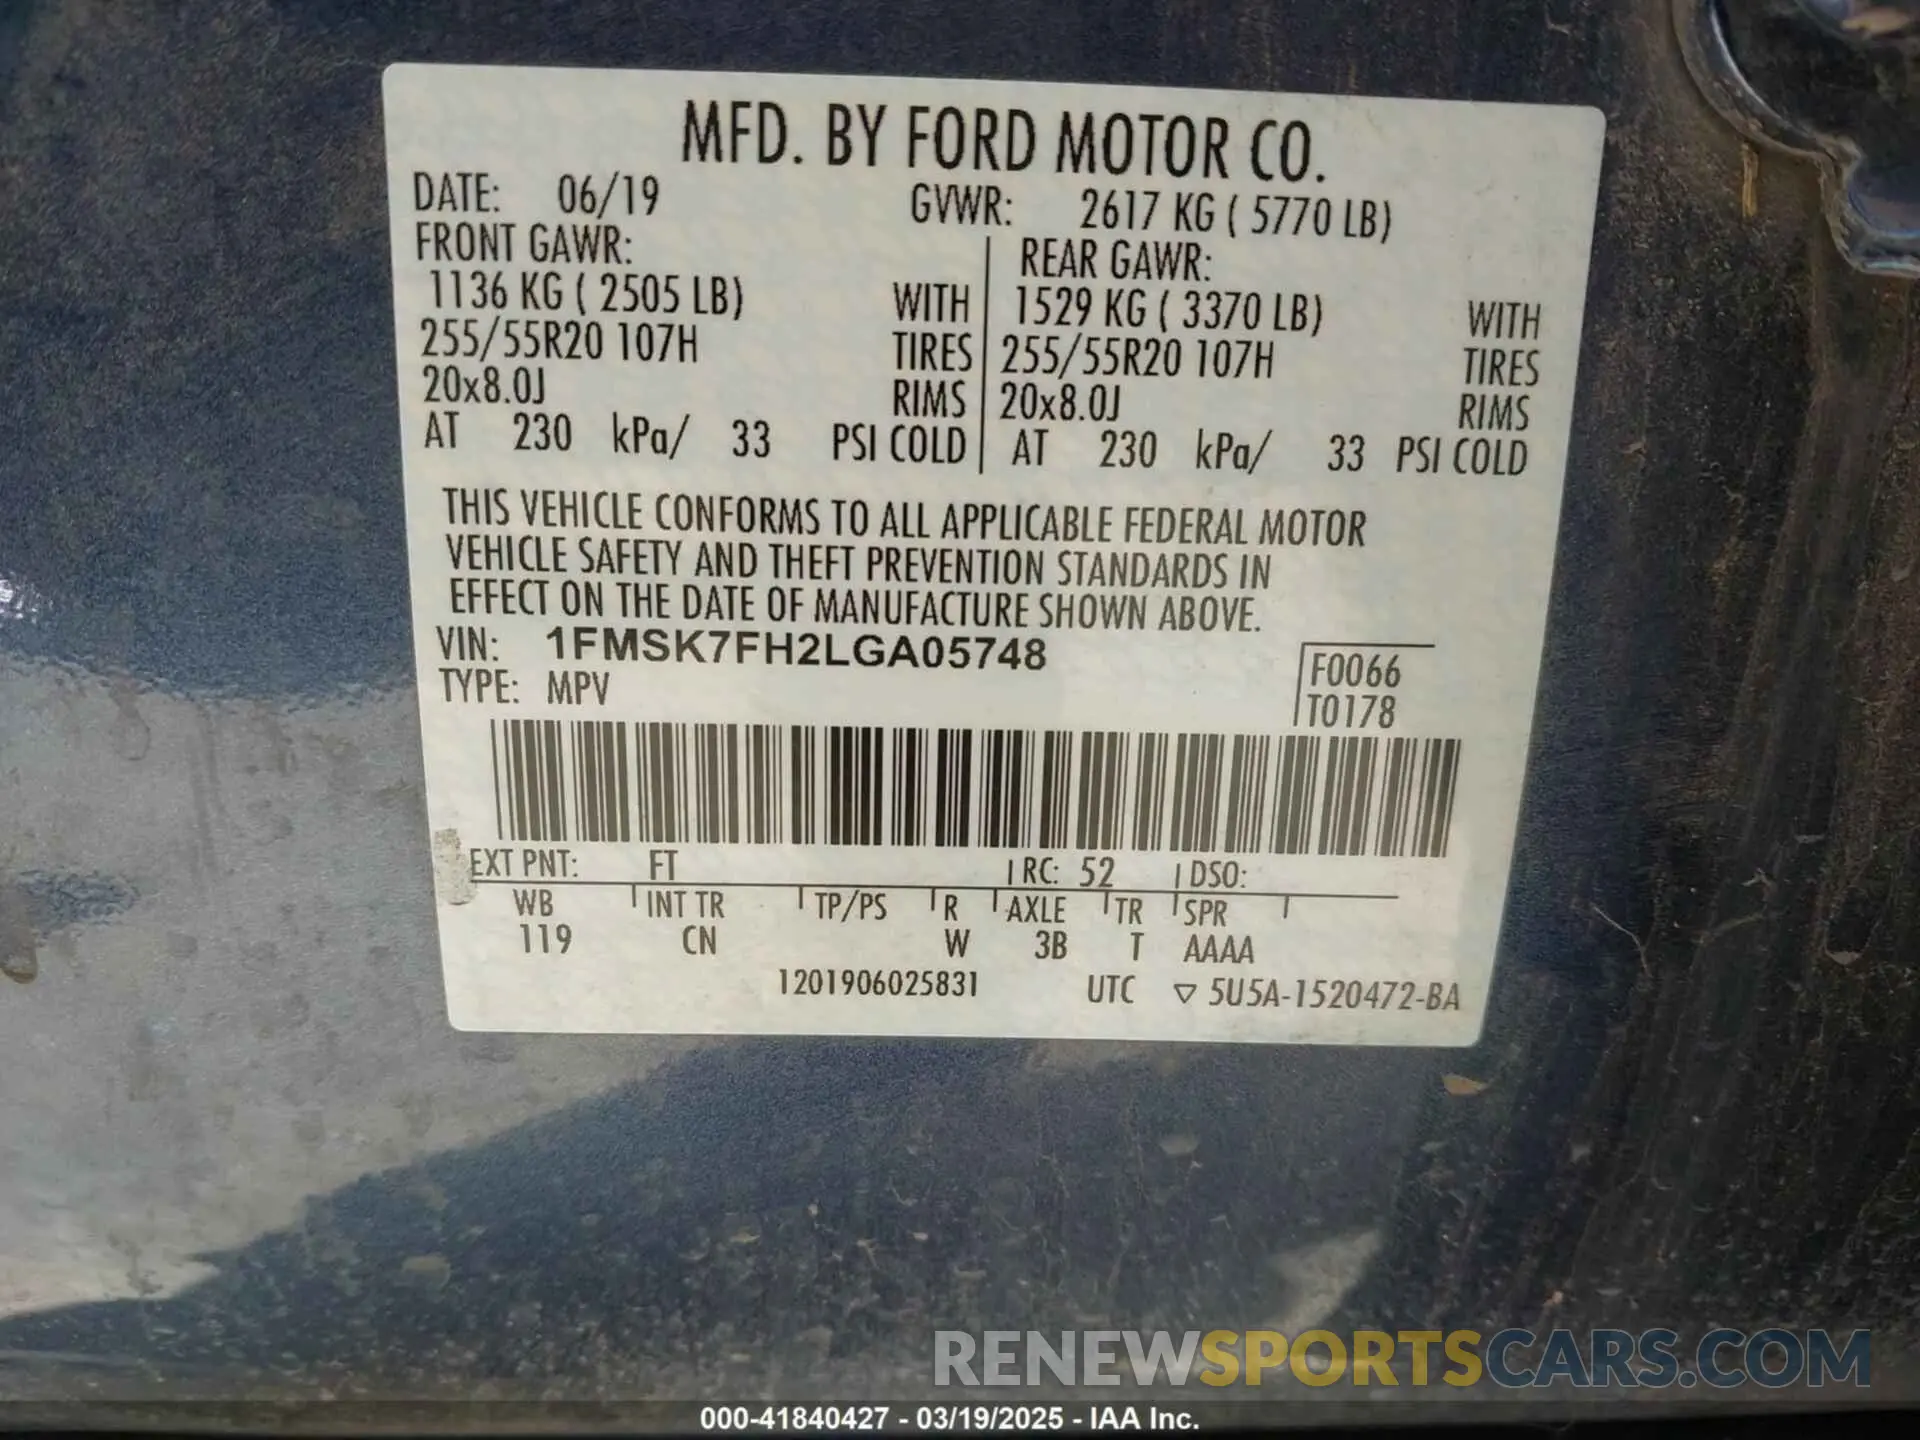 MFD. BY FORD MOTOR CO.
DATE: 06/19 GVWR: 2617 KG ( 5770 LB)
FRONT GAWR: REAR GAWR:
1136 KG ( 2505 LB) WITH 1529 KG ( 3370 LB) WITH
255/55R20 107H TIRES 255/55R20 107H TIRES
20x8.0J RIMS 20x8.0J RIMS
AT 230 kPa/ 33 PSI COLD AT 230 kPa/ 33 PSI COLD
THIS VEHICLE CONFORMS TO ALL APPLICABLE FEDERAL MOTOR
VEHICLE SAFETY AND THEFT PREVENTION STANDARDS IN
EFFECT ON THE DATE OF MANUFACTURE SHOWN ABOVE.
VIN: 1FMSK7FH2LGA05748
TYPE: MPV
F0066
T0178
EXT PNT: FT RC: 52 DSO:
WB INT TR TP/PS R AXLE TR SPR
119 CN W 3B T AAAA
1201906025831 UTC ▽ 5U5A-1520472-BA
RENEWSPORTSCARS.COM
000-41840427 - 03/19/2025 - IAA Inc.